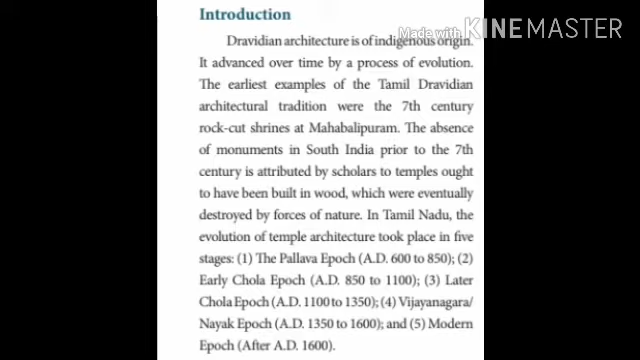 Made with KINEMASTER
Introduction
Dravidian architecture is of indigenous origin.
It advanced over time by a process of evolution.
The earliest examples of the Tamil Dravidian
architectural tradition were the 7th century
rock-cut shrines at Mahabalipuram. The absence
of monuments in South India prior to the 7th
century is attributed by scholars to temples ought
to have been built in wood, which were eventually
destroyed by forces of nature. In Tamil Nadu, the
evolution of temple architecture took place in five
stages: (1) The Pallava Epoch (A.D. 600 to 850); (2)
Early Chola Epoch (A.D. 850 to 1100); (3) Later
Chola Epoch (A.D. 1100 to 1350); (4) Vijayanagara/
Nayak Epoch (A.D. 1350 to 1600); and (5) Modern
Epoch (After A.D. 1600).